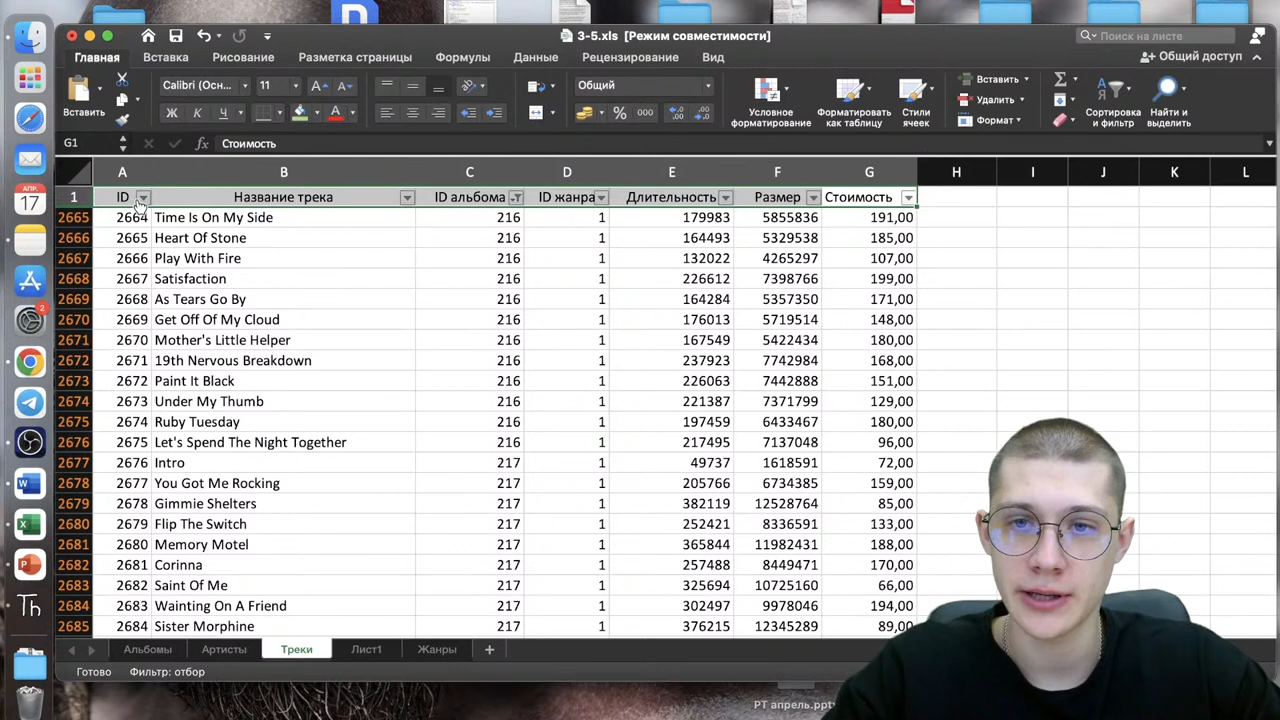 3-5.xls [Режим совместимости]
Поиск на листе
Главная Вставка Рисование Разметка страницы Формулы Данные Рецензирование Вид Общий доступ
Вставить
Calibri (Осн... 11
Ж К Ч А
Общий
% 000
Условное форматирование
Форматировать как таблицу
Стили ячеек
Вставить
Удалить
Формат
Сортировка и фильтр
Найти и выделить
G1 fx Стоимость
A B C D E F G H I J K L
1 ID Название трека ID альбома ID жанра Длительность Размер Стоимость
2665 2664 Time Is On My Side 216 1 179983 5855836 191,00
2666 2665 Heart Of Stone 216 1 164493 5329538 185,00
2667 2666 Play With Fire 216 1 132022 4265297 107,00
2668 2667 Satisfaction 216 1 226612 7398766 199,00
2669 2668 As Tears Go By 216 1 164284 5357350 171,00
2670 2669 Get Off Of My Cloud 216 1 176013 5719514 148,00
2671 2670 Mother's Little Helper 216 1 167549 5422434 180,00
2672 2671 19th Nervous Breakdown 216 1 237923 7742984 168,00
2673 2672 Paint It Black 216 1 226063 7442888 151,00
2674 2673 Under My Thumb 216 1 221387 7371799 129,00
2675 2674 Ruby Tuesday 216 1 197459 6433467 180,00
2676 2675 Let's Spend The Night Together 216 1 217495 7137048 96,00
2677 2676 Intro 217 1 49737 1618591 72,00
2678 2677 You Got Me Rocking 217 1 205766 6734385 159,00
2679 2678 Gimmie Shelters 217 1 382119 12528764 85,00
2680 2679 Flip The Switch 217 1 252421 8336591 133,00
2681 2680 Memory Motel 217 1 365844 11982431 188,00
2682 2681 Corinna 217 1 257488 8449471 170,00
2683 2682 Saint Of Me 217 1 325694 10725160 66,00
2684 2683 Wainting On A Friend 217 1 302497 9978046 194,00
2685 2684 Sister Morphine 217 1 376215 12345289 89,00
Альбомы Артисты Треки Лист1 Жанры
Готово Фильтр: отбор
АПР.
17
2
Th